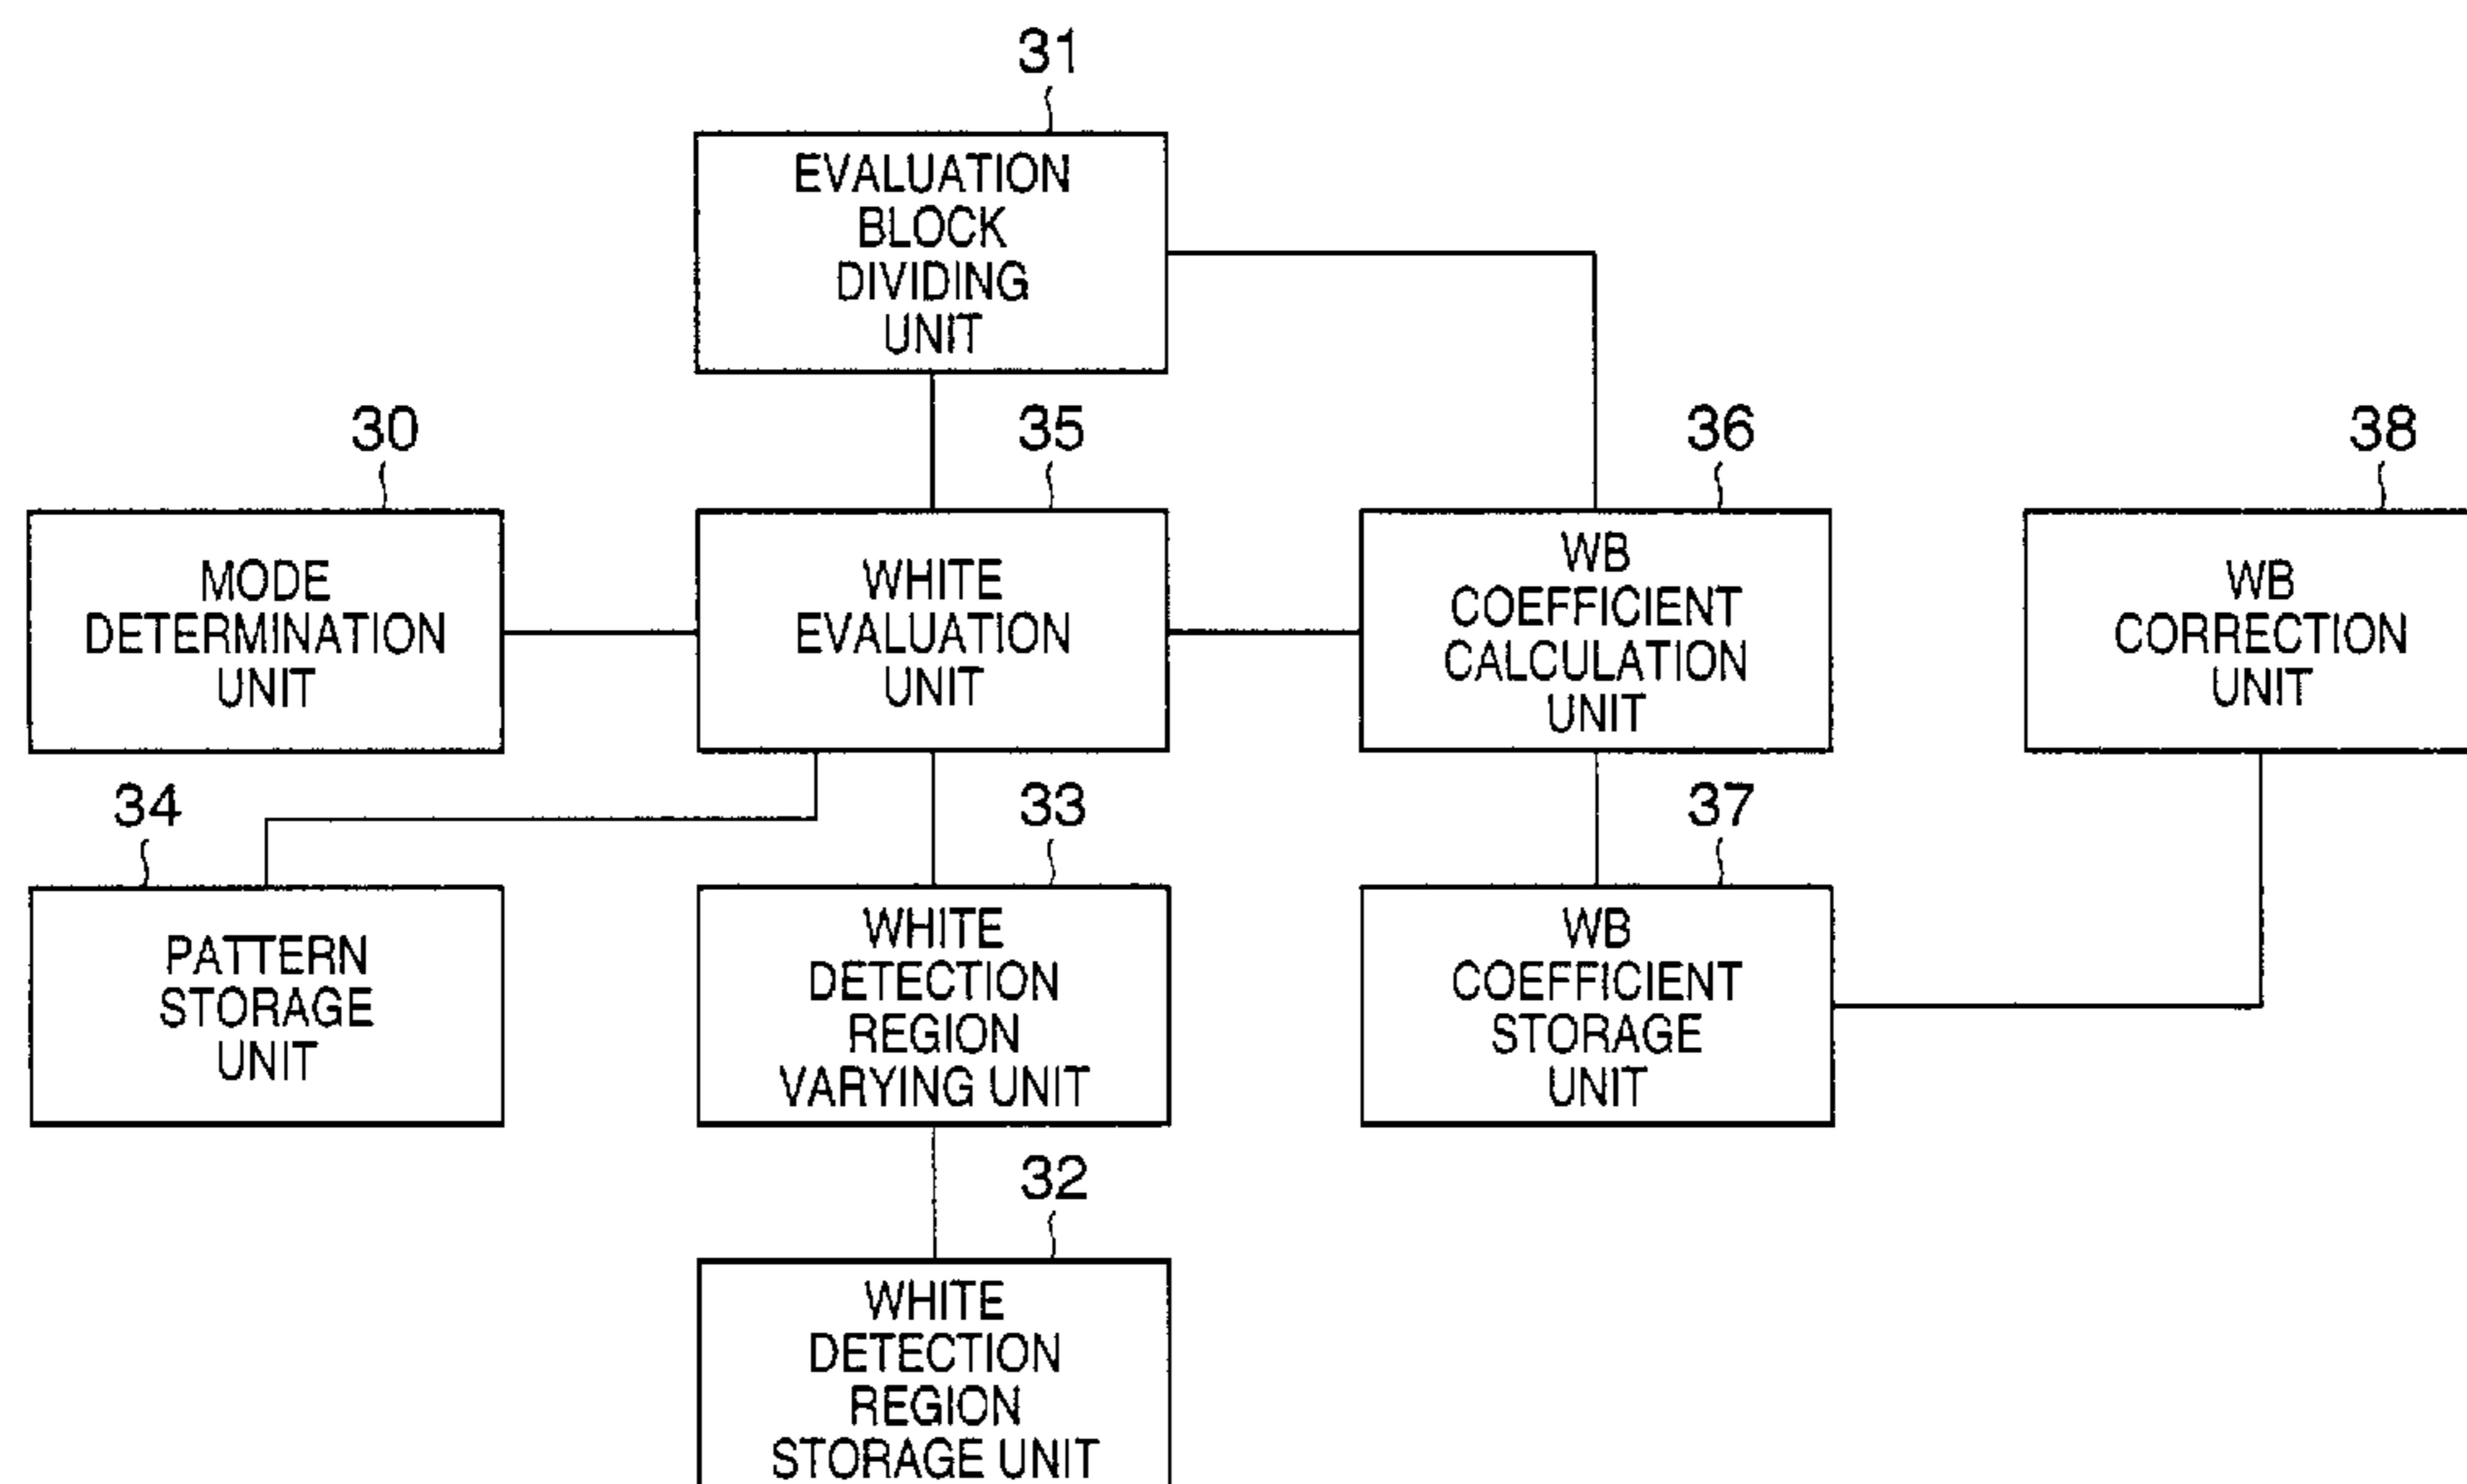 31
EVALUATION
BLOCK
DIVIDING
UNIT
30
MODE
DETERMINATION
UNIT
35
WHITE
EVALUATION
UNIT
36
WB
COEFFICIENT
CALCULATION
UNIT
38
WB
CORRECTION
UNIT
34
PATTERN
STORAGE
UNIT
33
WHITE
DETECTION
REGION
VARYING UNIT
37
WB
COEFFICIENT
STORAGE
UNIT
32
WHITE
DETECTION
REGION
STORAGE UNIT